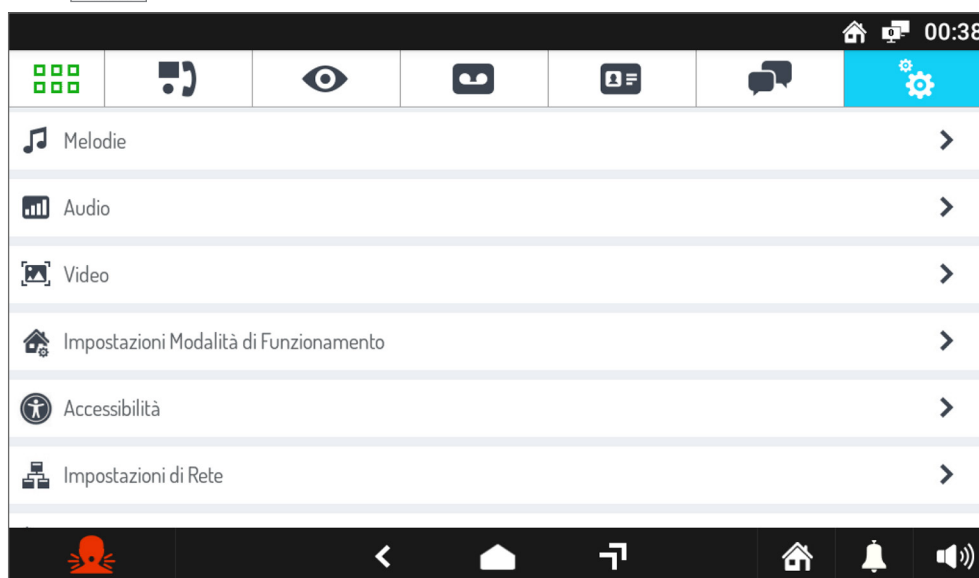 00:38
Melodie
Audio
Video
Impostazioni Modalità di Funzionamento
Accessibilità
Impostazioni di Rete